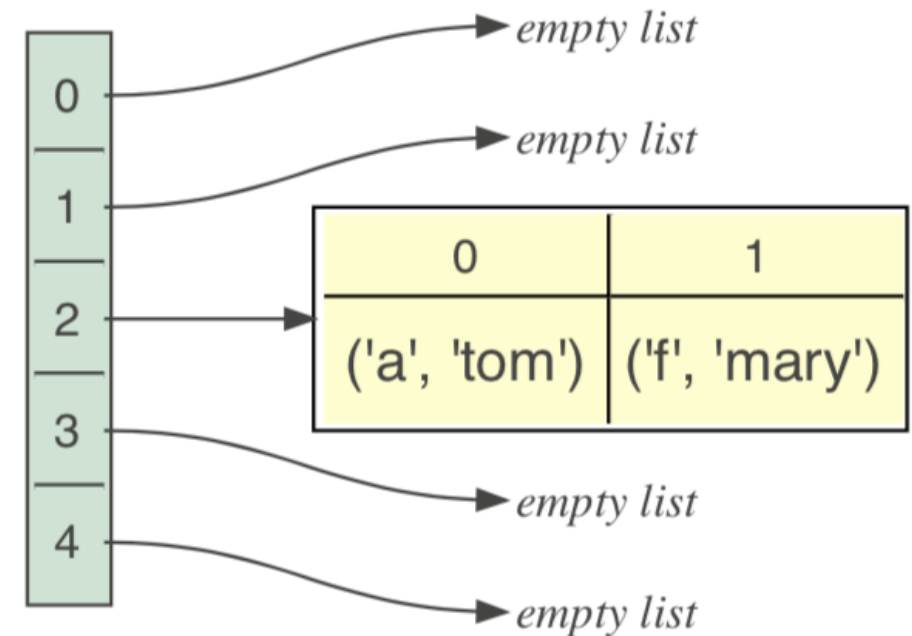 0
empty list
1
empty list
2
0 1
('a', 'tom') ('f', 'mary')
3
empty list
4
empty list